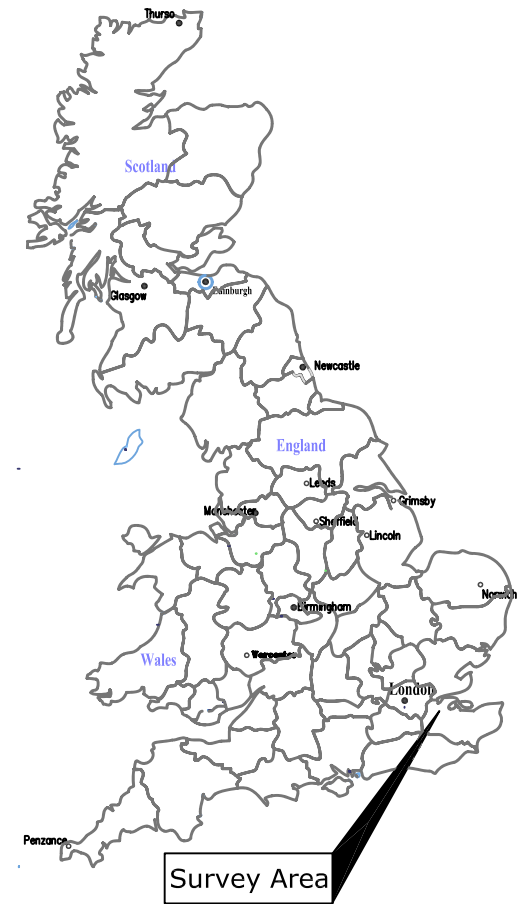 Thurso
Scotland
Edinburgh
Glasgow
Newcastle
England
Leeds
Grimsby
Manchester
Sheffield
Lincoln
Norwich
Birmingham
Worcester
Wales
London
Penzance
Survey Area